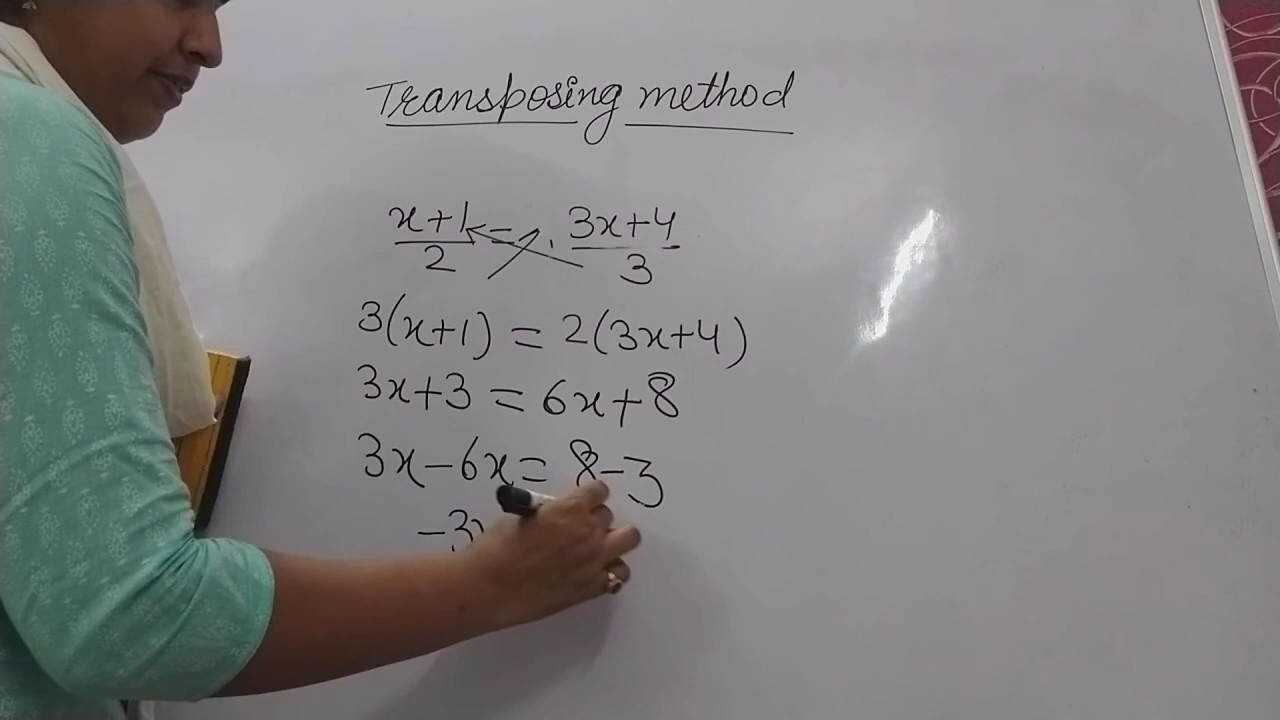 Transposing method
x+1 = 3x+4
2 3
3(x+1) = 2(3x+4)
3x+3 = 6x+8
3x-6x= 8-3
-3x